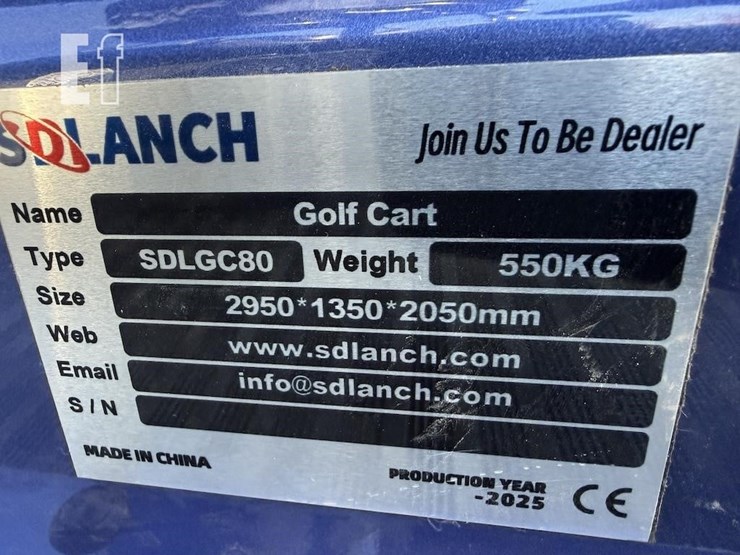 Ef
SDLANCH
Join Us To Be Dealer
Name Golf Cart
Type SDLGC80 Weight 550KG
Size 2950*1350*2050mm
Web www.sdlanch.com
Email info@sdlanch.com
S/N
MADE IN CHINA
PRODUCTION YEAR
-2025
CE